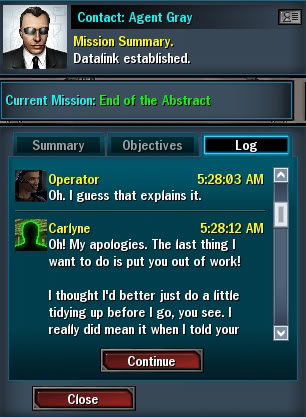 Contact: Agent Gray
Mission Summary.
Datalink established.
Current Mission: End of the Abstract
Summary
Objectives
Log
Operator 5:28:03 AM
Oh. I guess that explains it.
Carlyne 5:28:12 AM
Oh! My apologies. The last thing I
want to do is put you out of work!
I thought I'd better just do a little
tidying up before I go, you see. I
really did mean it when I told your
Continue
Close